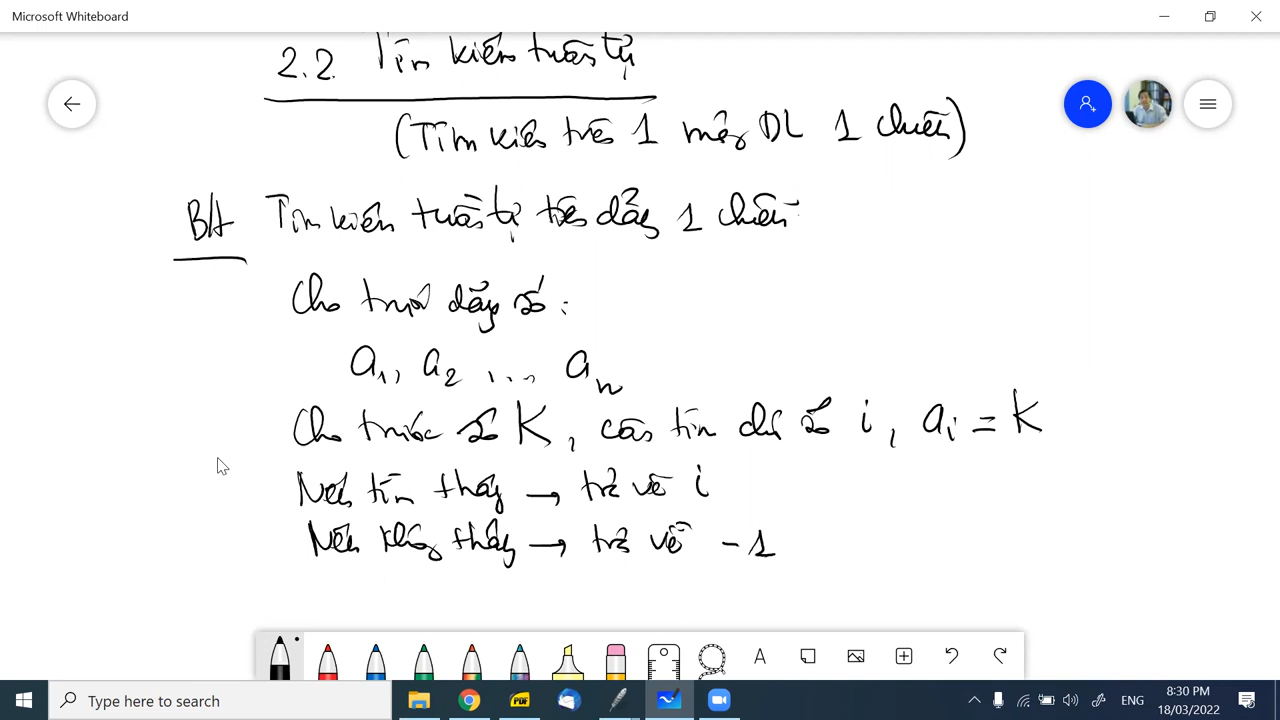 Microsoft Whiteboard
2.2 Tìm kiếm tuần tự
(Tìm kiếm trên 1 mảng DL 1 chiều)
B/t Tìm kiếm tuần tự trên dãy 1 chiều
Cho trước dãy số:
a1, a2, ..., an
Cho trước số K, cần tìm chỉ số i, ai = K
Nếu tìm thấy → trả về i
Nếu không thấy → trả về -1
Type here to search
ENG
8:30 PM
18/03/2022